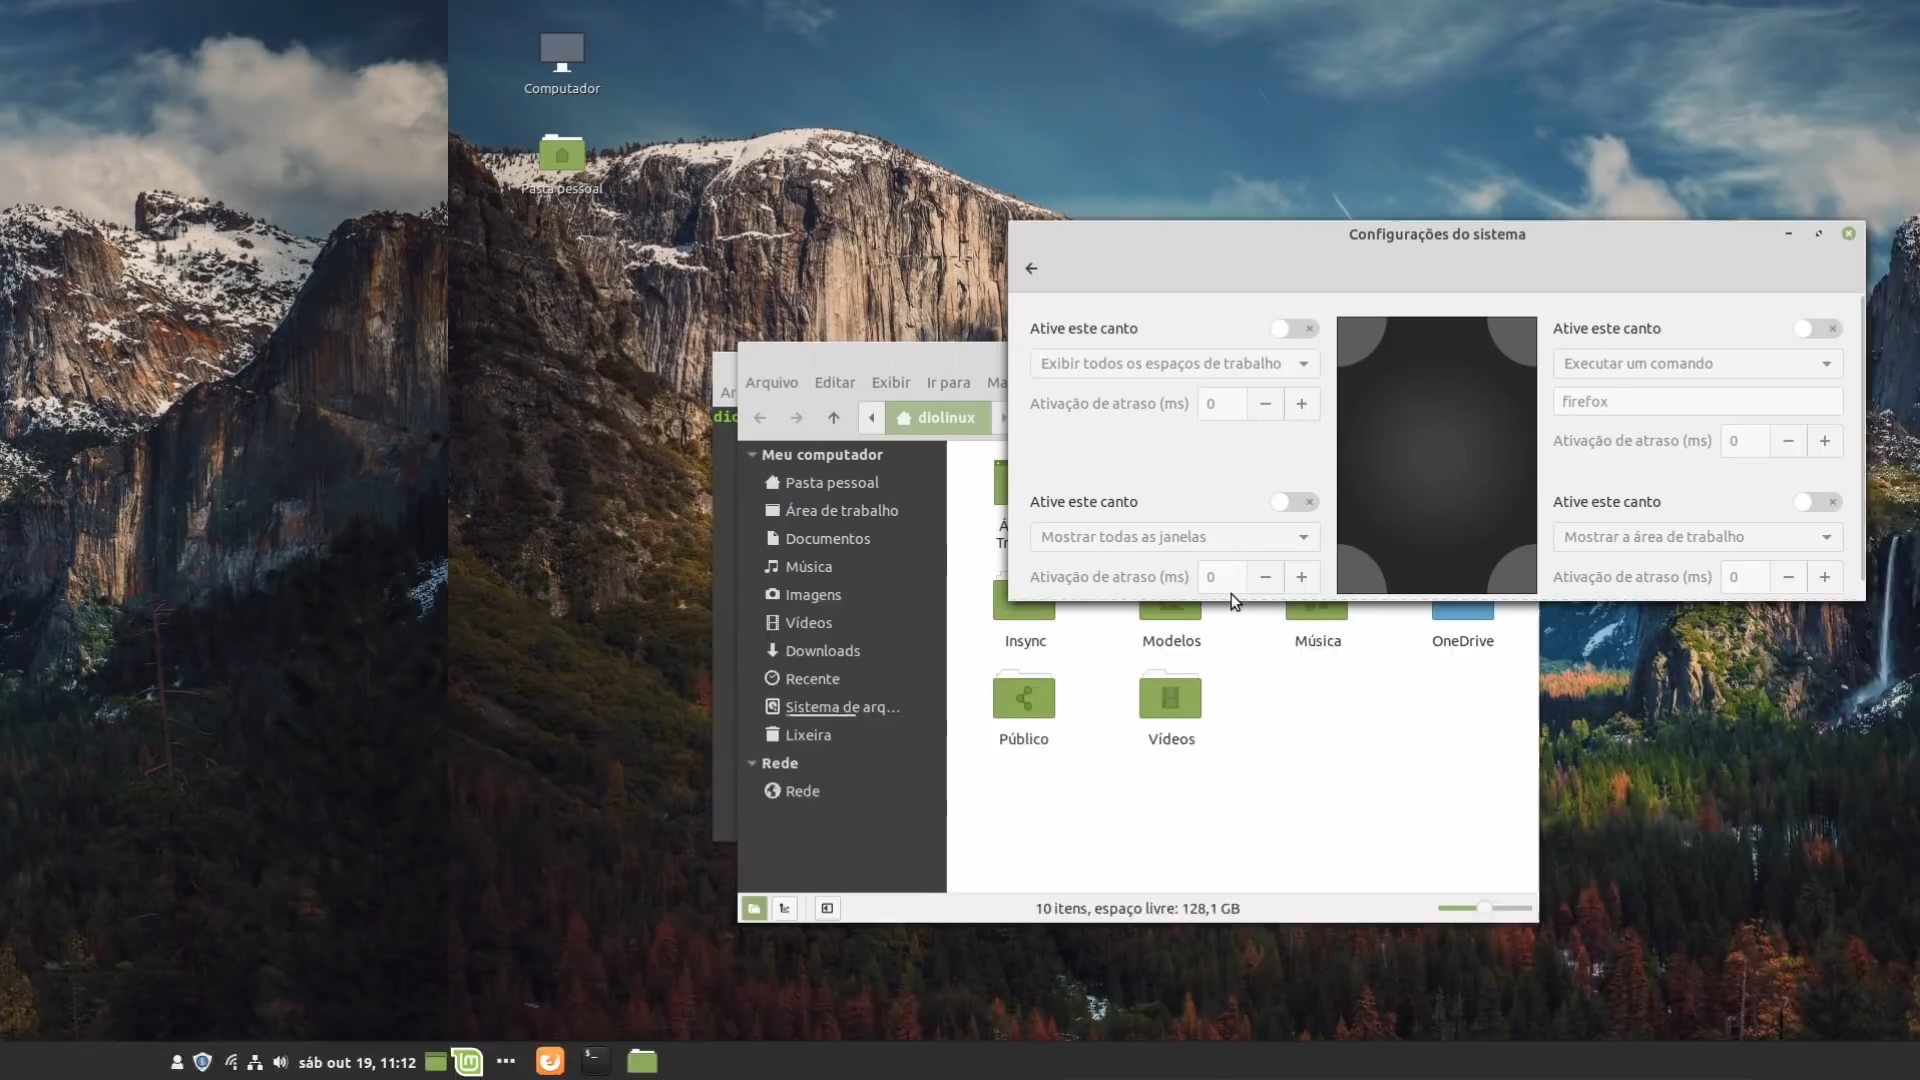 Computador
Pasta pessoal
Configurações do sistema
Ative este canto
Exibir todos os espaços de trabalho
Ativação de atraso (ms) 0
Ative este canto
Executar um comando
firefox
Ativação de atraso (ms) 0
Ative este canto
Mostrar todas as janelas
Ativação de atraso (ms) 0
Ative este canto
Mostrar a área de trabalho
Ativação de atraso (ms) 0
Ar
dio
Arquivo Editar Exibir Ir para Ma
diolinux
Meu computador
Pasta pessoal
Área de trabalho
Documentos
Música
Imagens
Vídeos
Downloads
Recente
Sistema de arq...
Lixeira
Rede
Rede
Á
Tr
Insync
Modelos
Música
OneDrive
Público
Vídeos
10 itens, espaço livre: 128,1 GB
sáb out 19, 11:12